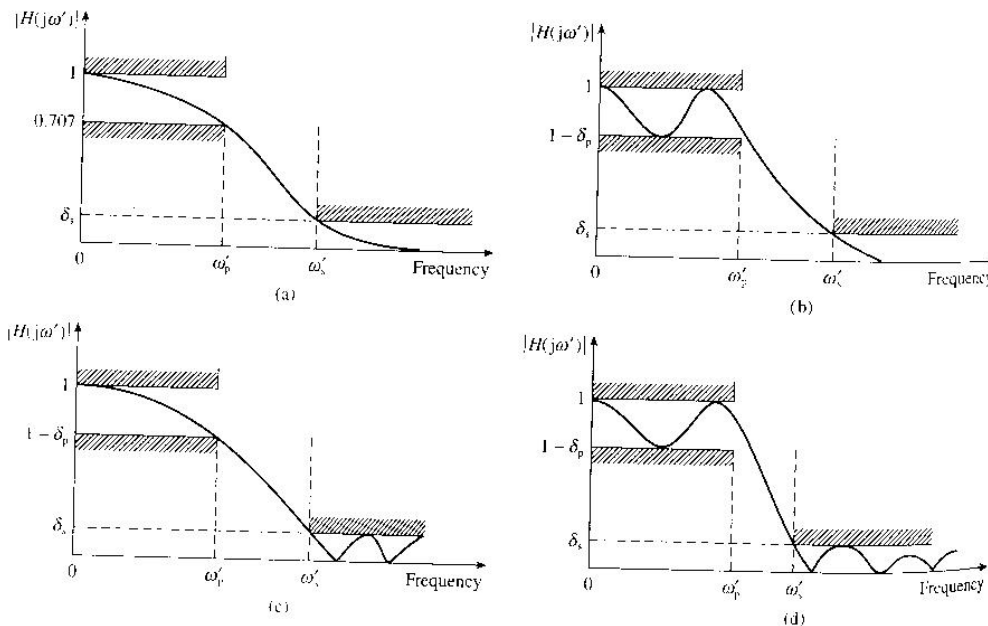 |H(jω′)|
1
0.707
δs
0
ω′p
ω′s
Frequency
(a)
|H(jω′)|
1
1 − δp
δs
0
ω′p
ω′s
Frequency
(b)
|H(jω′)|
1
1 − δp
δs
0
ω′p
ω′s
Frequency
(c)
|H(jω′)|
1
1 − δp
δs
0
ω′p
ω′s
Frequency
(d)